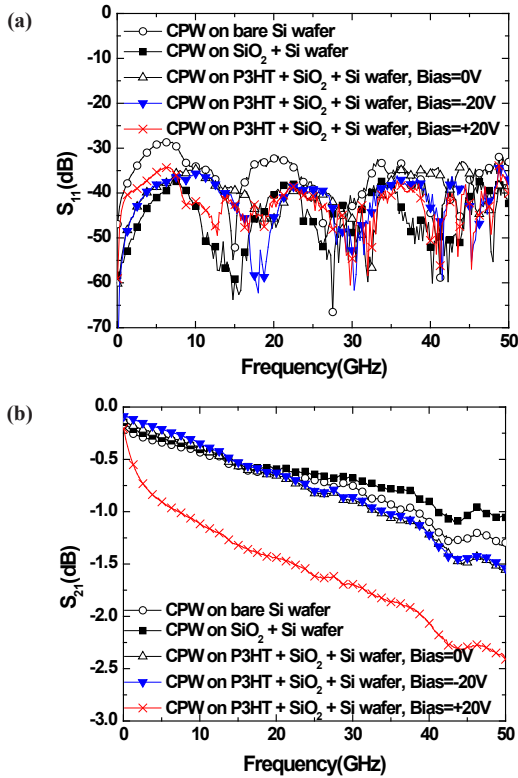 (a)
-10
-20
-30
-40
-50
-60
-70
S11(dB)
CPW on bare Si wafer
CPW on SiO2 + Si wafer
CPW on P3HT + SiO2 + Si wafer, Bias=0V
CPW on P3HT + SiO2 + Si wafer, Bias=-20V
CPW on P3HT + SiO2 + Si wafer, Bias=+20V
0 10 20 30 40 50
Frequency(GHz)
(b)
0.0
-0.5
-1.0
-1.5
-2.0
-2.5
-3.0
S21(dB)
CPW on bare Si wafer
CPW on SiO2 + Si wafer
CPW on P3HT + SiO2 + Si wafer, Bias=0V
CPW on P3HT + SiO2 + Si wafer, Bias=-20V
CPW on P3HT + SiO2 + Si wafer, Bias=+20V
0 10 20 30 40 50
Frequency(GHz)